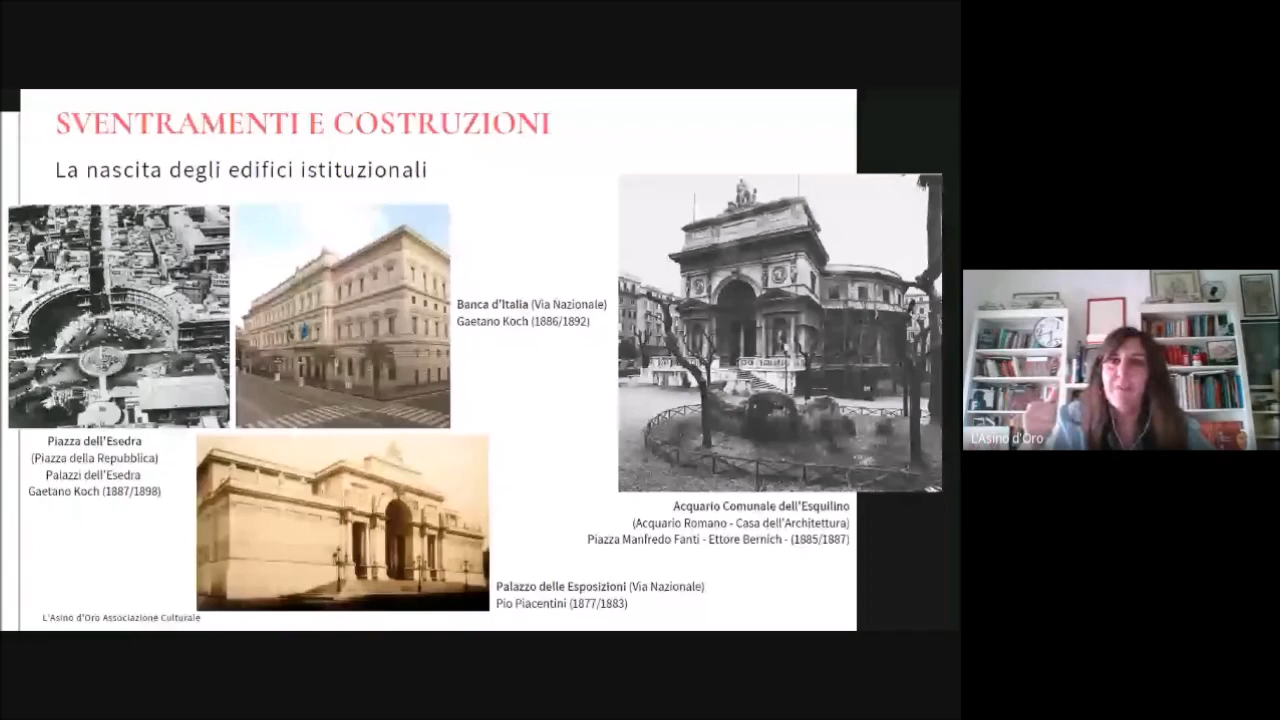 SVENTRAMENTI E COSTRUZIONI
La nascita degli edifici istituzionali
Banca d'Italia (Via Nazionale)
Gaetano Koch (1886/1892)
Piazza dell'Esedra
(Piazza della Repubblica)
Palazzi dell'Esedra
Gaetano Koch (1887/1898)
Acquario Comunale dell'Esquilino
(Acquario Romano - Casa dell'Architettura)
Piazza Manfredo Fanti - Ettore Bernich - (1885/1887)
Palazzo delle Esposizioni (Via Nazionale)
Pio Piacentini (1877/1883)
L'Asino d'Oro Associazione Culturale
L'Asino d'Oro